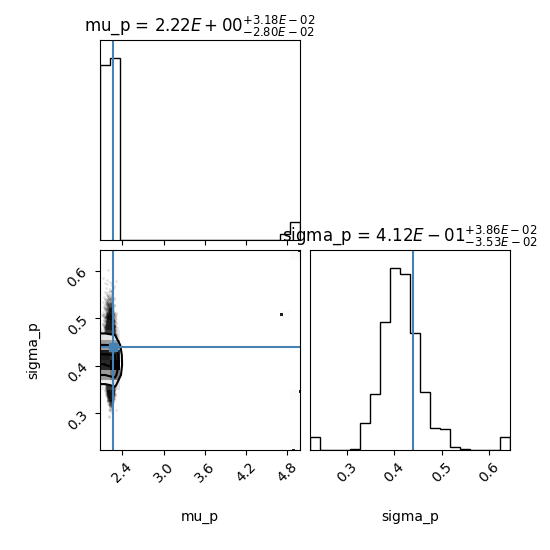 mu_p = 2.22E + 00 +3.18E − 02 −2.80E − 02
sigma_p = 4.12E − 01 +3.86E − 02 −3.53E − 02
sigma_p
0.6
0.5
0.4
0.3
2.4 3.0 3.6 4.2 4.8
0.3 0.4 0.5 0.6
mu_p
sigma_p